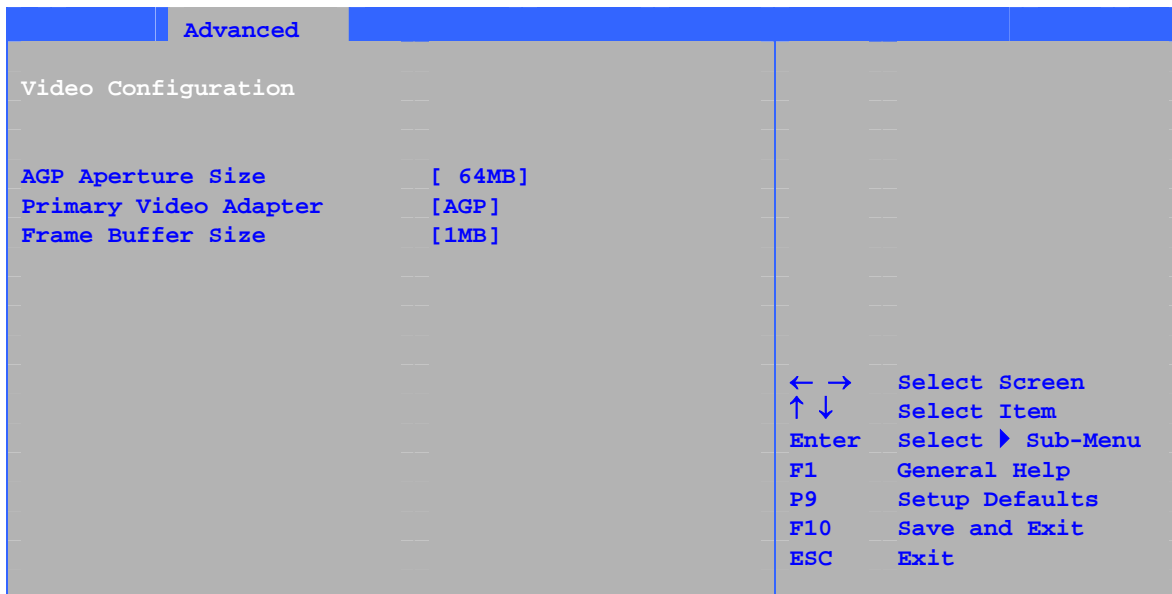 Advanced
Video Configuration
AGP Aperture Size [ 64MB]
Primary Video Adapter [AGP]
Frame Buffer Size [1MB]
← → Select Screen
↑ ↓ Select Item
Enter Select ▶ Sub-Menu
F1 General Help
P9 Setup Defaults
F10 Save and Exit
ESC Exit